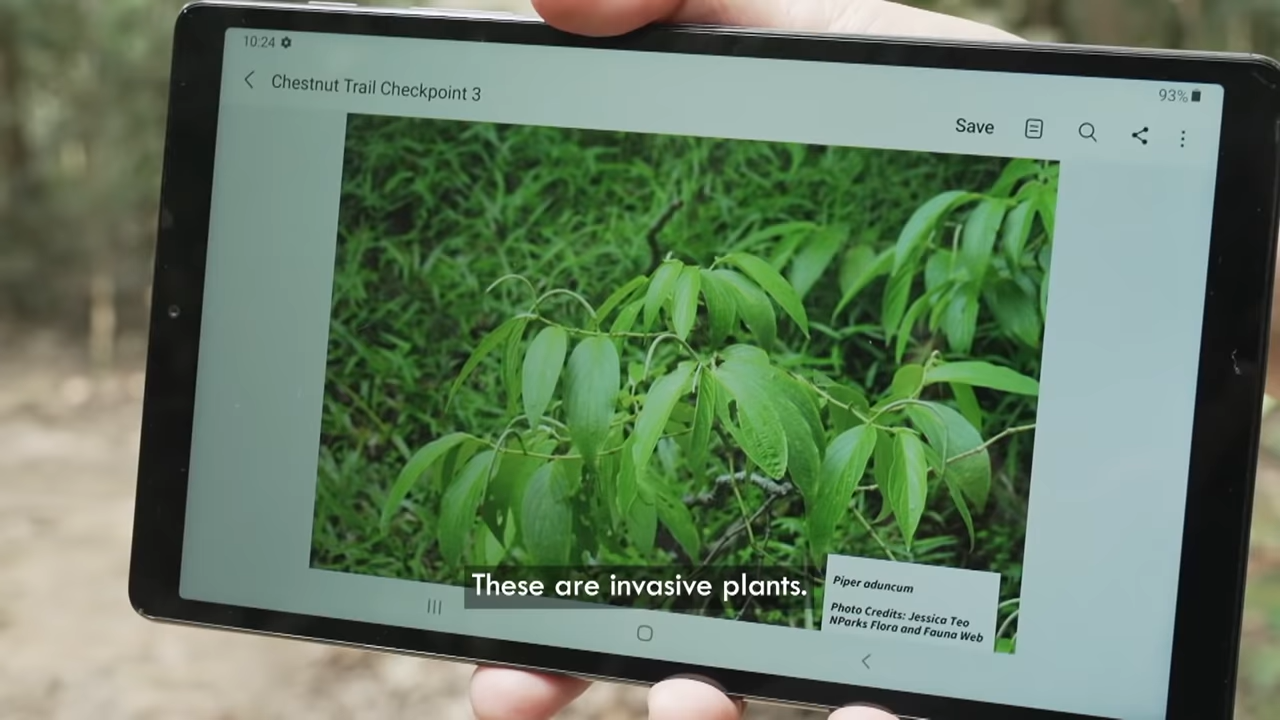 10:24
Chestnut Trail Checkpoint 3
93%
Save
These are invasive plants.
Piper aduncum
Photo Credits: Jessica Teo
NParks Flora and Fauna Web